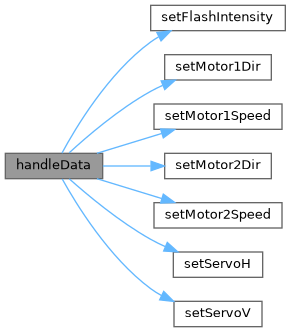 setFlashIntensity
setMotor1Dir
setMotor1Speed
handleData
setMotor2Dir
setMotor2Speed
setServoH
setServoV